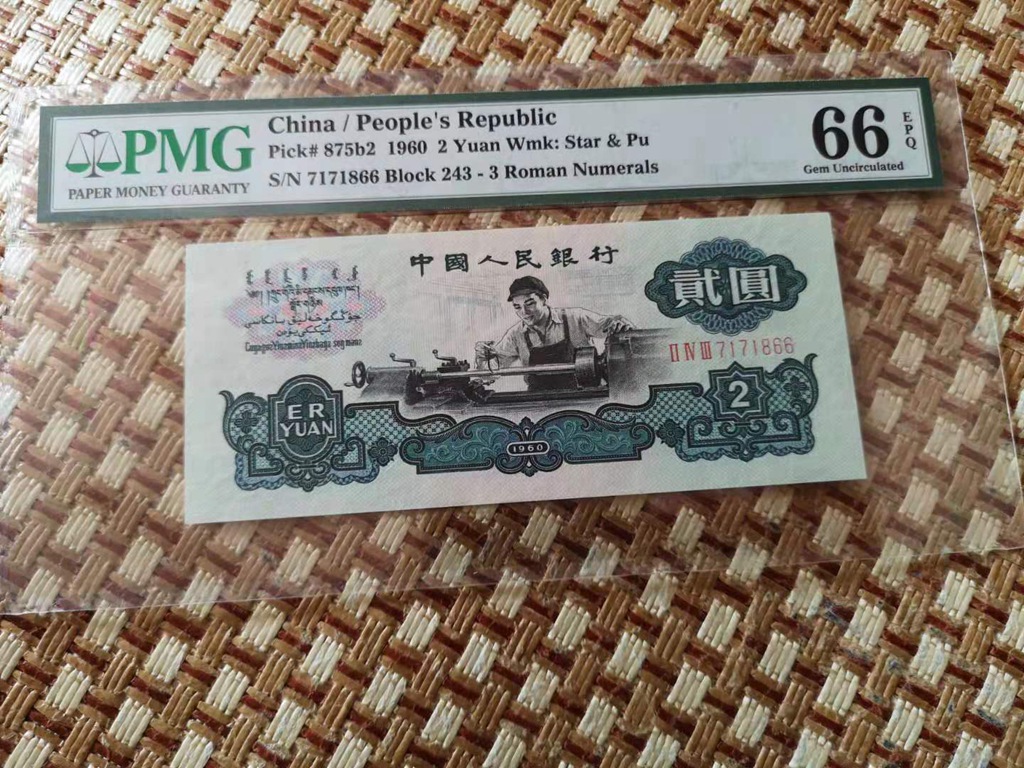 PMG
PAPER MONEY GUARANTY
China / People's Republic
Pick# 875b2 1960 2 Yuan Wmk: Star & Pu
S/N 7171866 Block 243 - 3 Roman Numerals
66
EPQ
Gem Uncirculated
中國人民銀行
貳圓
ⅡⅣⅢ7171866
ER
YUAN
2
1960